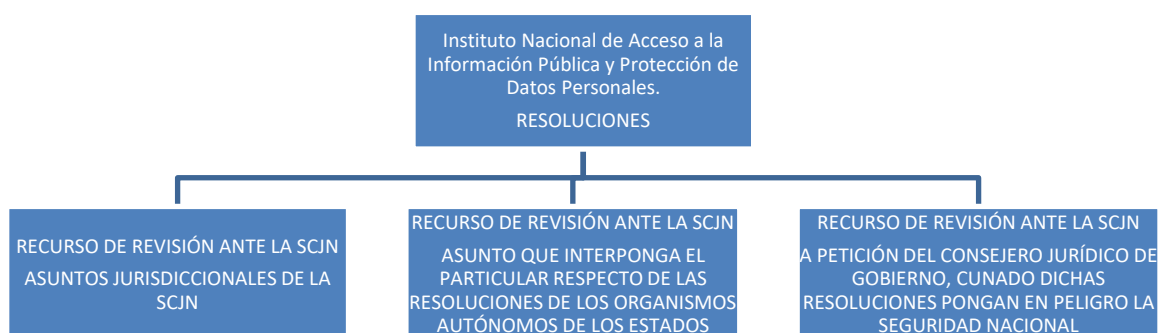 Instituto Nacional de Acceso a la
Información Pública y Protección de
Datos Personales.
RESOLUCIONES
RECURSO DE REVISIÓN ANTE LA SCJN
ASUNTOS JURISDICCIONALES DE LA
SCJN
RECURSO DE REVISIÓN ANTE LA SCJN
ASUNTO QUE INTERPONGA EL
PARTICULAR RESPECTO DE LAS
RESOLUCIONES DE LOS ORGANISMOS
AUTÓNOMOS DE LOS ESTADOS
RECURSO DE REVISIÓN ANTE LA SCJN
A PETICIÓN DEL CONSEJERO JURÍDICO DE
GOBIERNO, CUNADO DICHAS
RESOLUCIONES PONGAN EN PELIGRO LA
SEGURIDAD NACIONAL